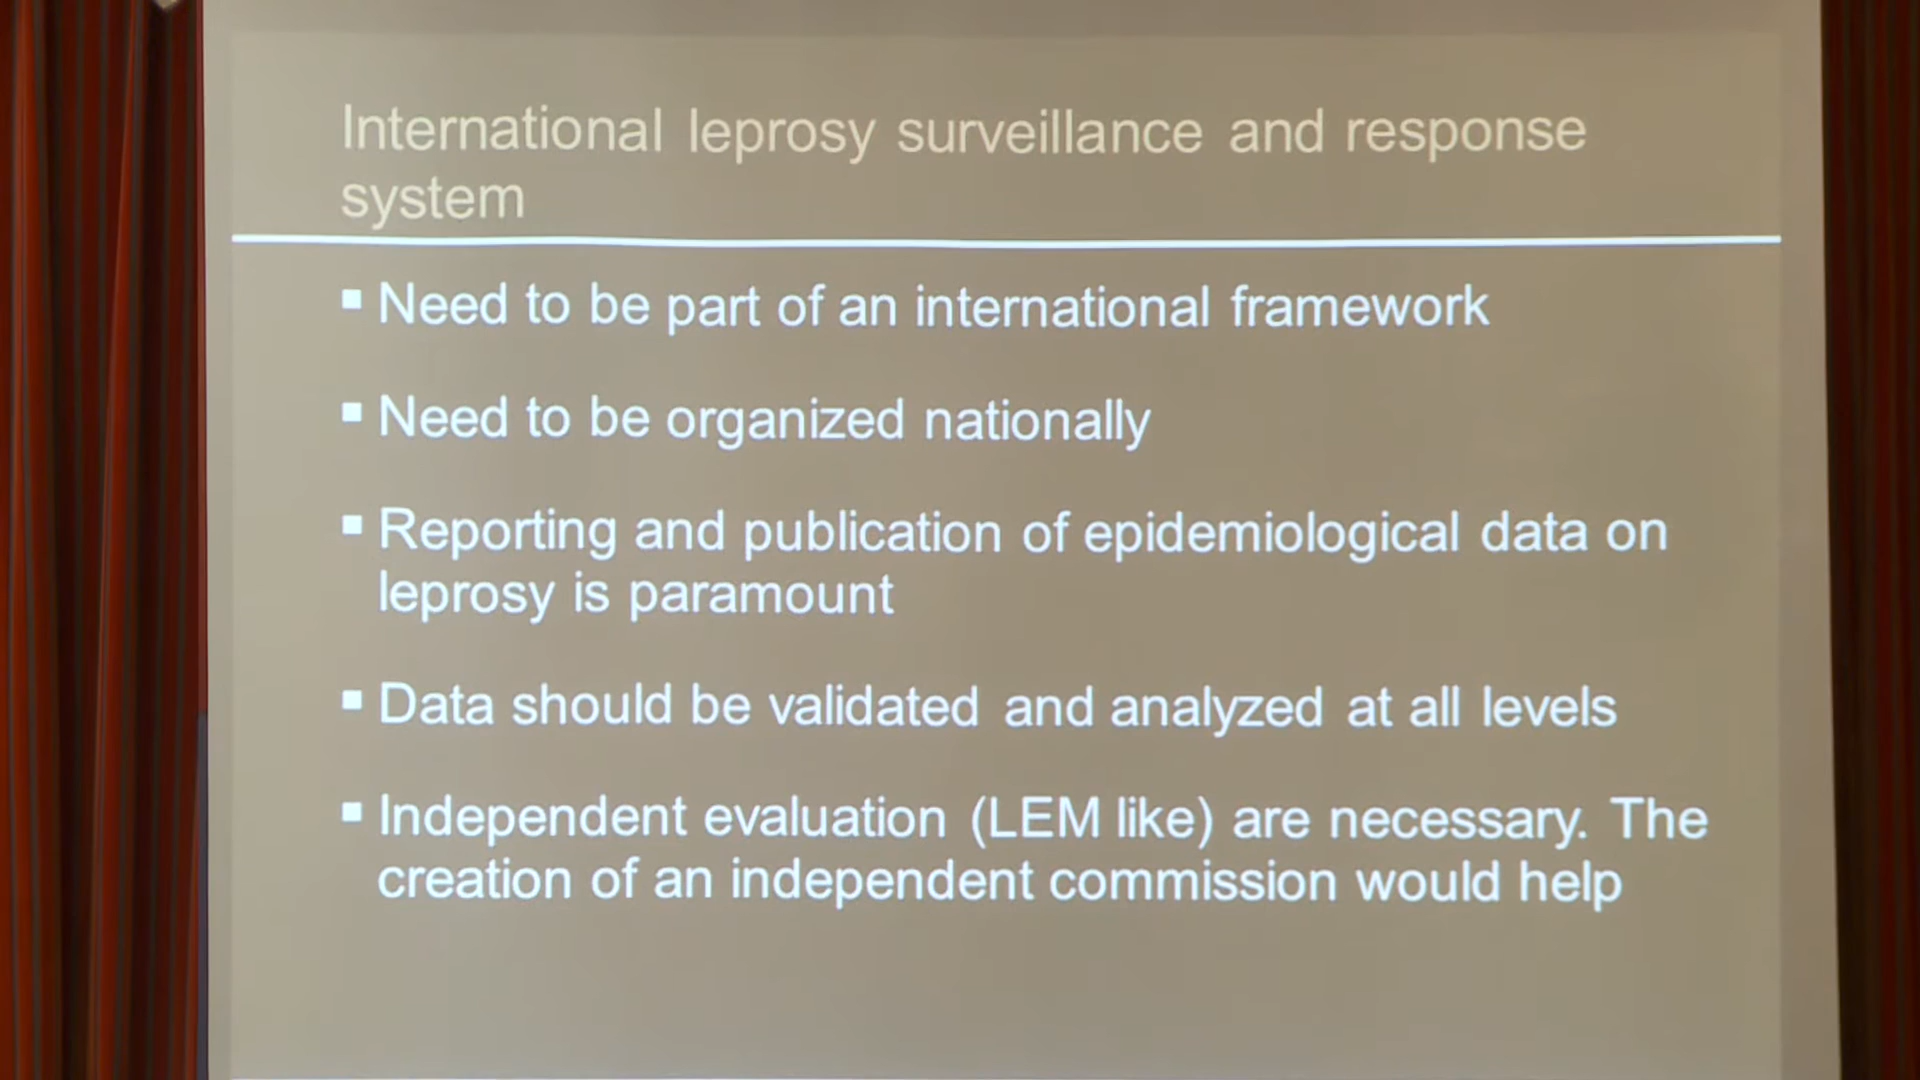 International leprosy surveillance and response
system
▪ Need to be part of an international framework
▪ Need to be organized nationally
▪ Reporting and publication of epidemiological data on
leprosy is paramount
▪ Data should be validated and analyzed at all levels
▪ Independent evaluation (LEM like) are necessary. The
creation of an independent commission would help